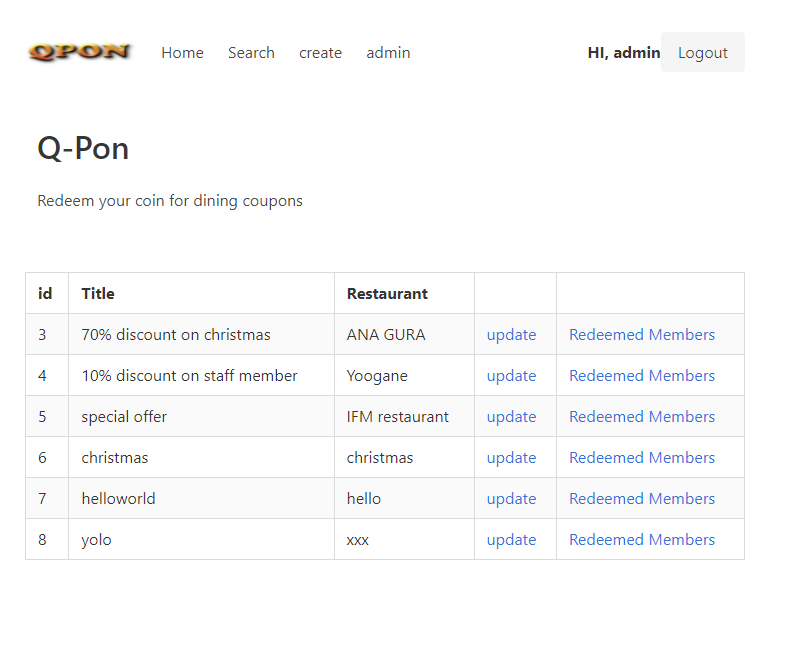 QPON Home Search create admin HI, admin Logout
Q-Pon
Redeem your coin for dining coupons
id Title Restaurant
3 70% discount on christmas ANA GURA update Redeemed Members
4 10% discount on staff member Yoogane update Redeemed Members
5 special offer IFM restaurant update Redeemed Members
6 christmas christmas update Redeemed Members
7 helloworld hello update Redeemed Members
8 yolo xxx update Redeemed Members